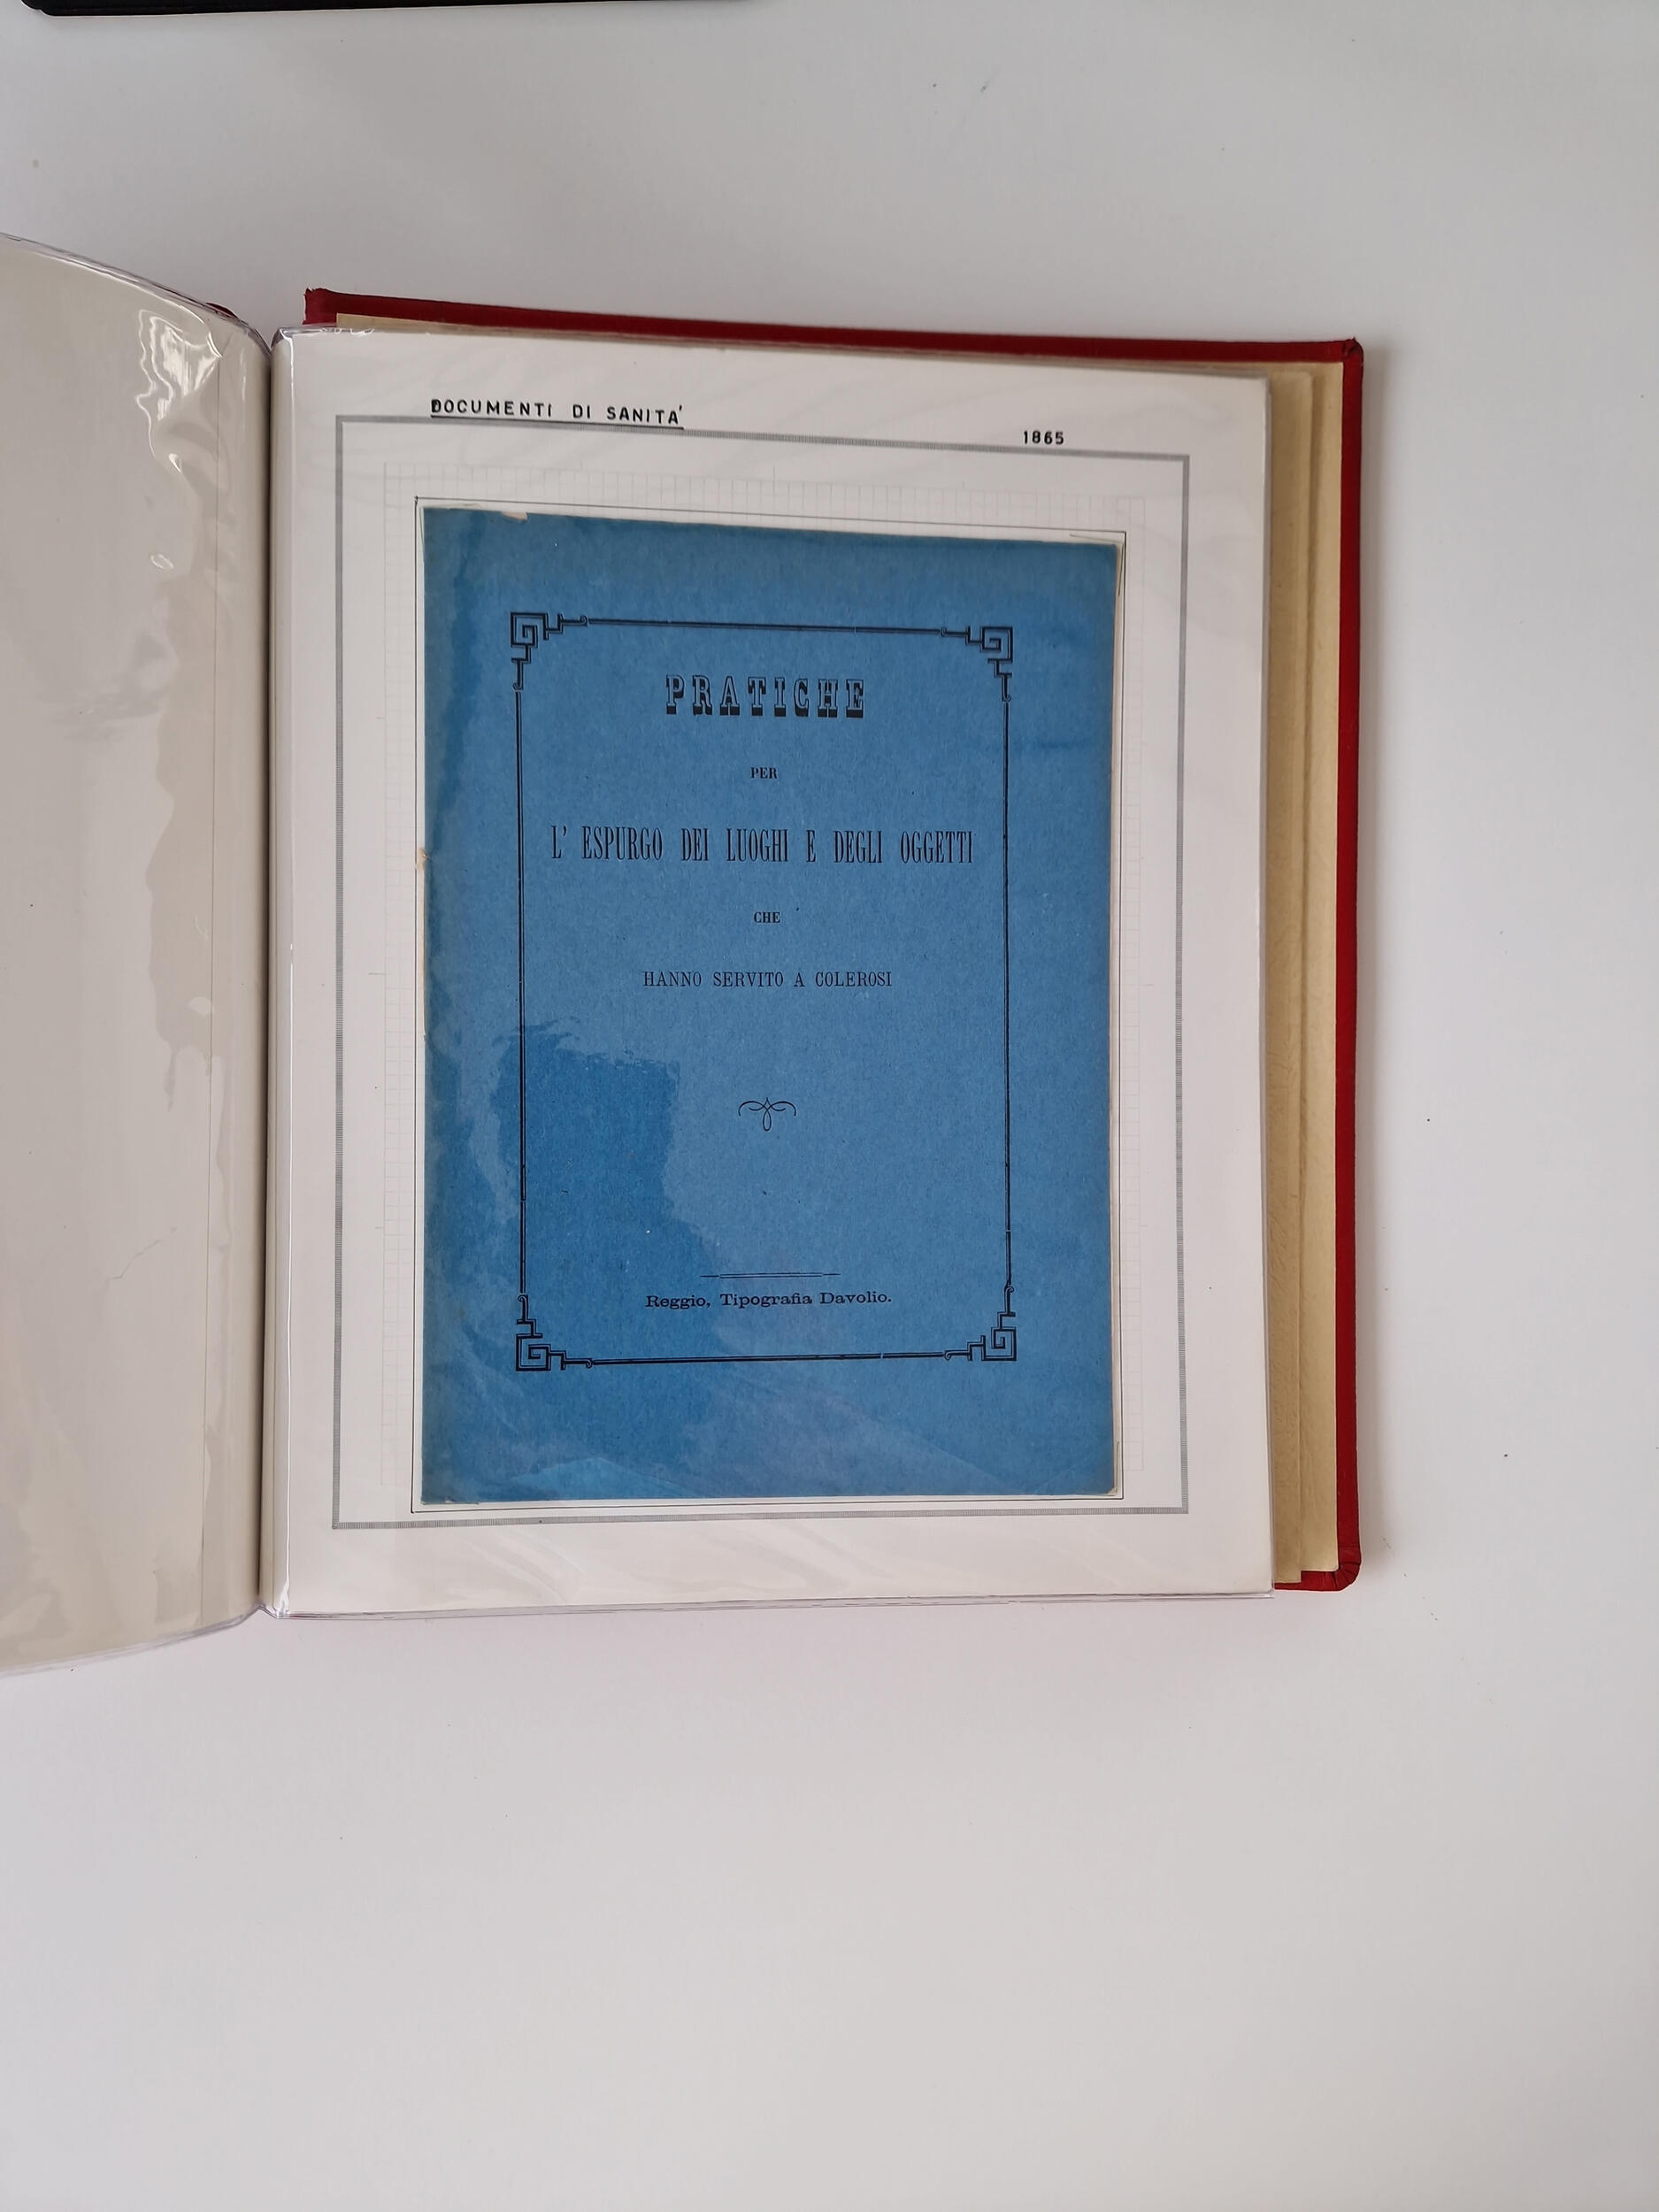 DOCUMENTI DI SANITA'
1865
PRATICHE
PER
L' ESPURGO DEI LUOGHI E DEGLI OGGETTI
CHE
HANNO SERVITO A COLEROSI
Reggio, Tipografia Davolio.